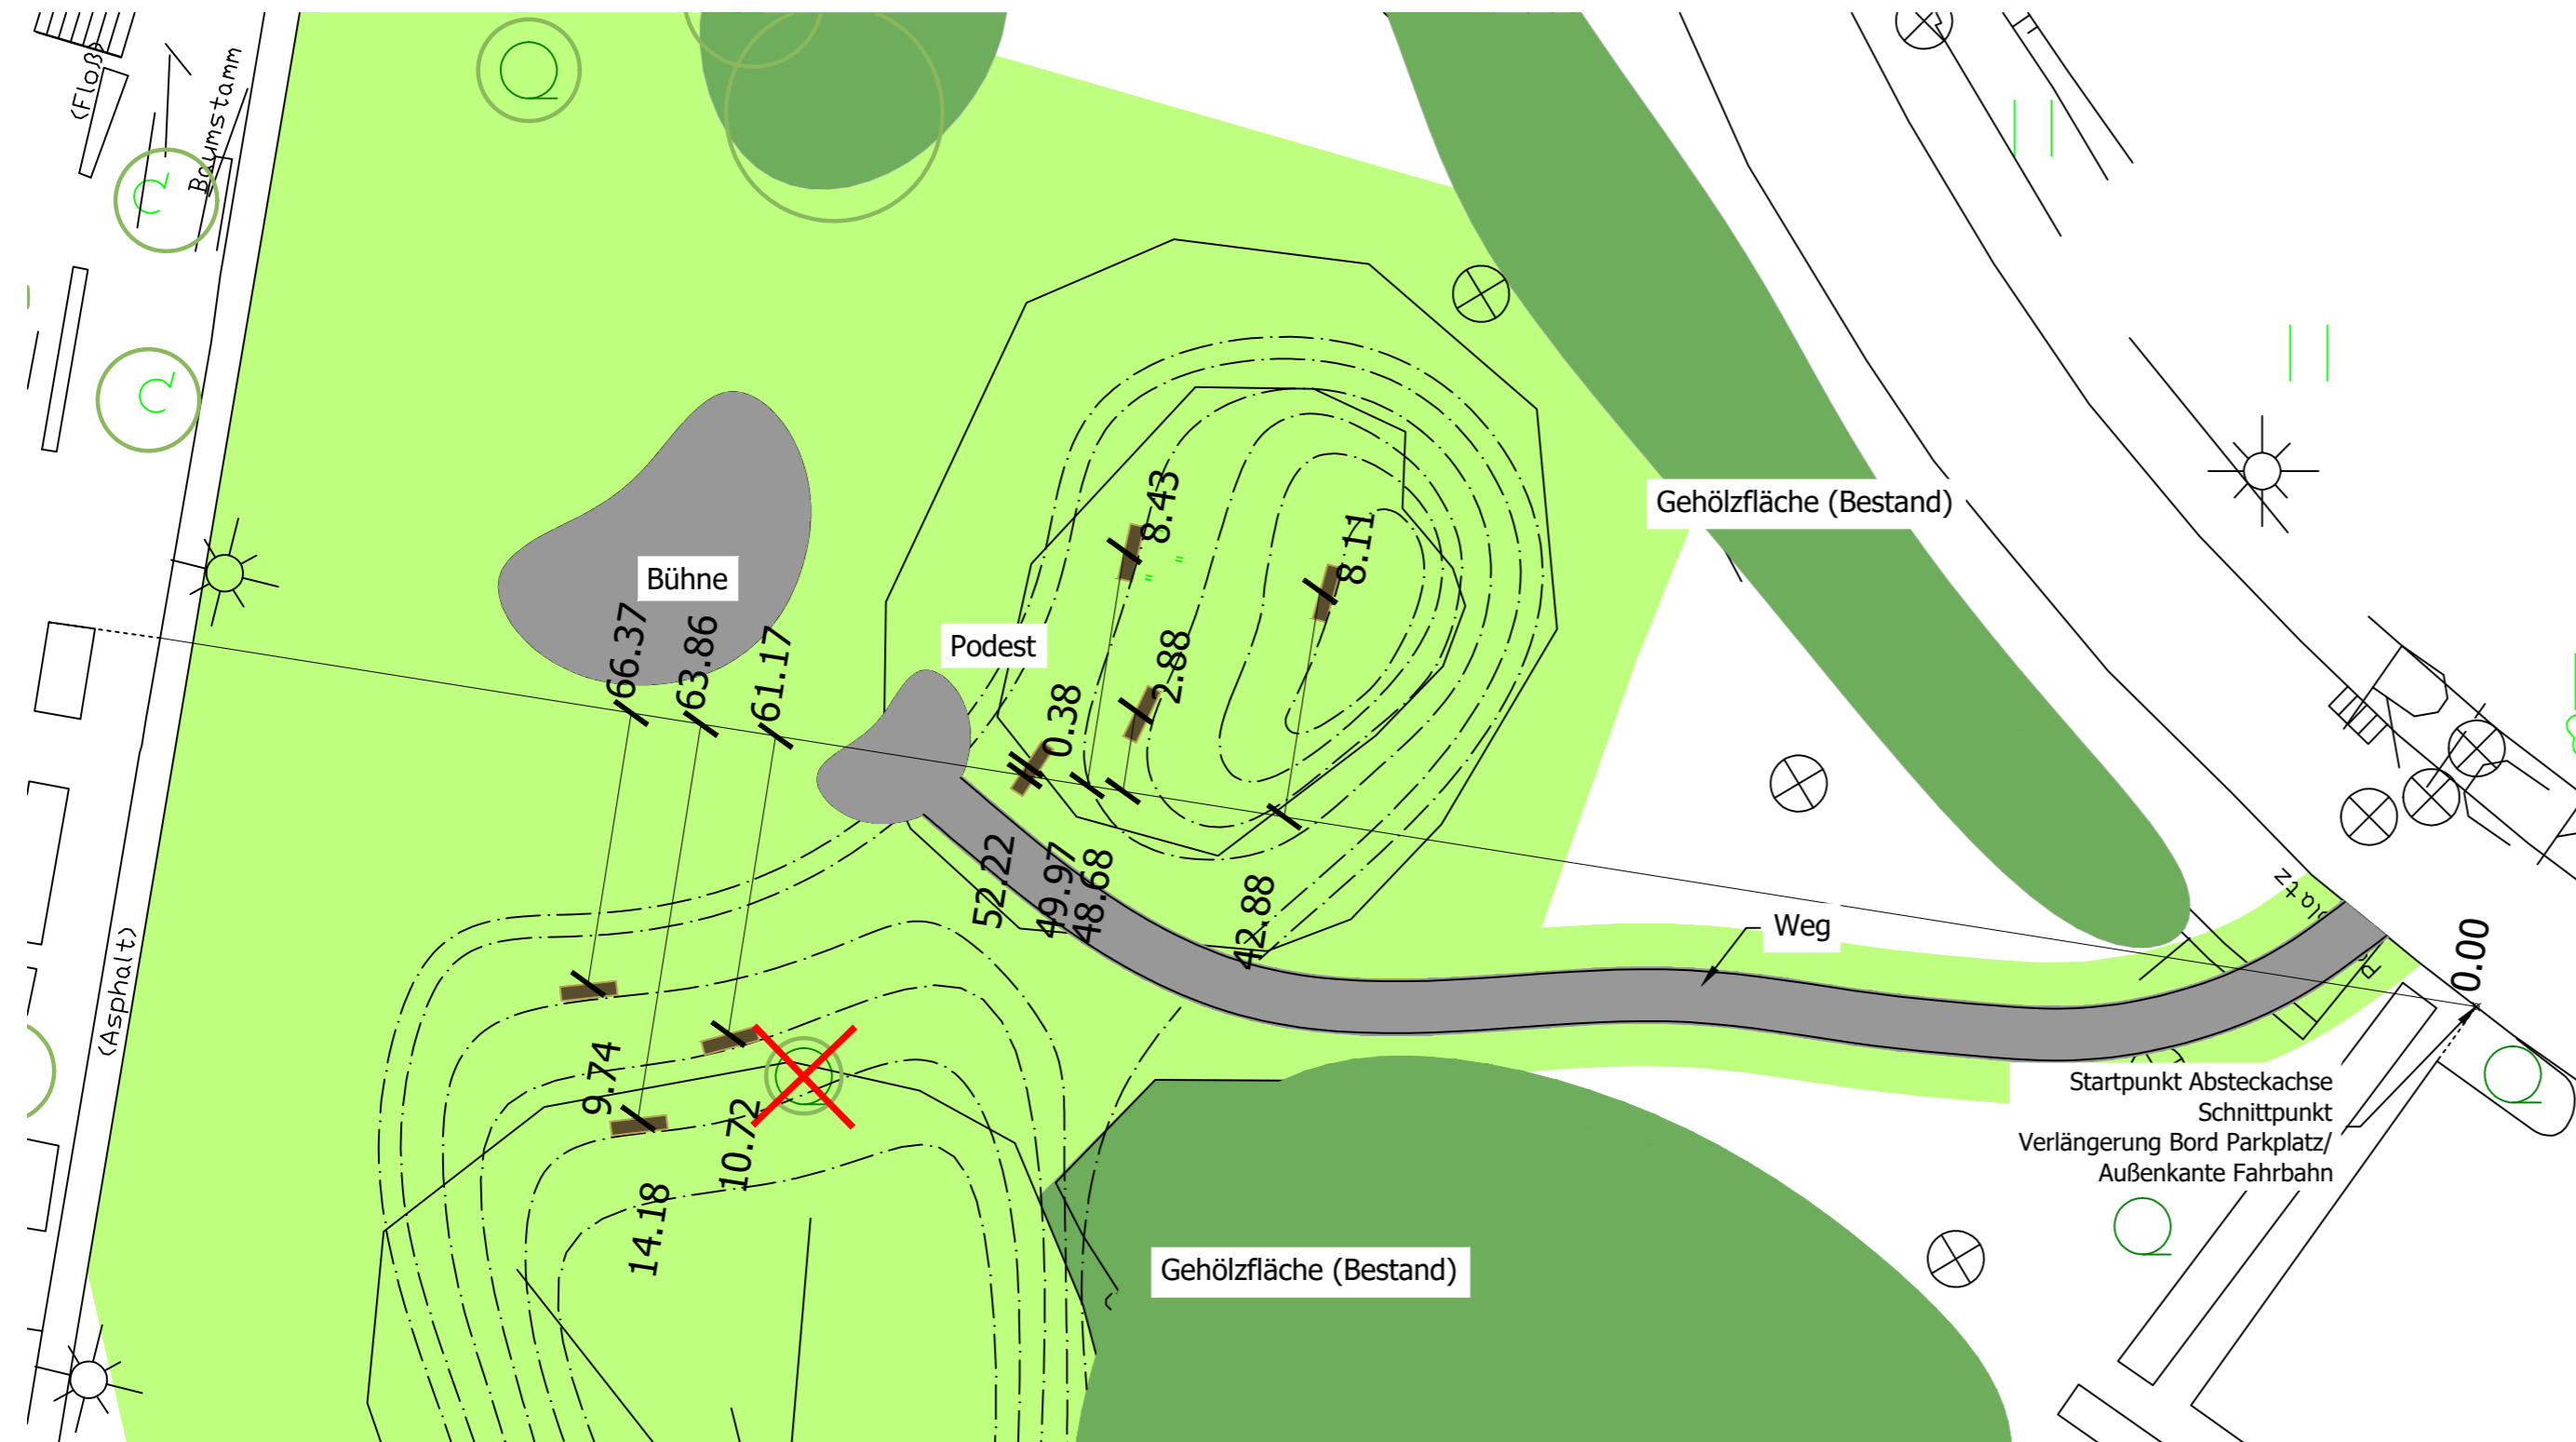 (Floß)
Baumstamm
8.43
Gehölzfläche (Bestand)
8.11
Bühne
66.37
63.86
61.17
Podest
2.88
0.38
52.22
49.97
48.68
42.88
Weg
0.00
(Asphalt)
9.74
10.72
14.18
Startpunkt Absteckachse
Schnittpunkt
Verlängerung Bord Parkplatz/
Außenkante Fahrbahn
Gehölzfläche (Bestand)